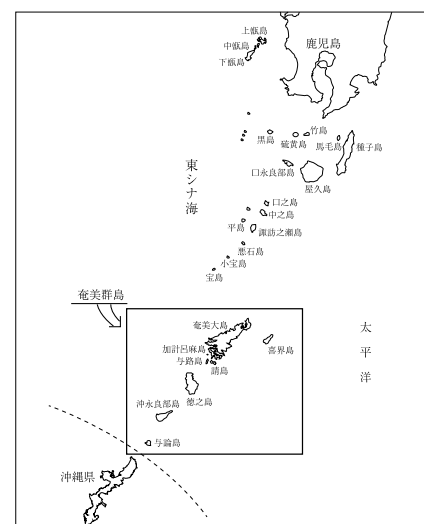 上甑島
中甑島
下甑島
鹿児島
竹島
黒島
硫黄島
馬毛島
種子島
口永良部島
屋久島
東シナ海
口之島
中之島
平島
諏訪之瀬島
悪石島
小宝島
宝島
奄美群島
奄美大島
喜界島
加計呂麻島
与路島
請島
徳之島
沖永良部島
与論島
太平洋
沖縄県